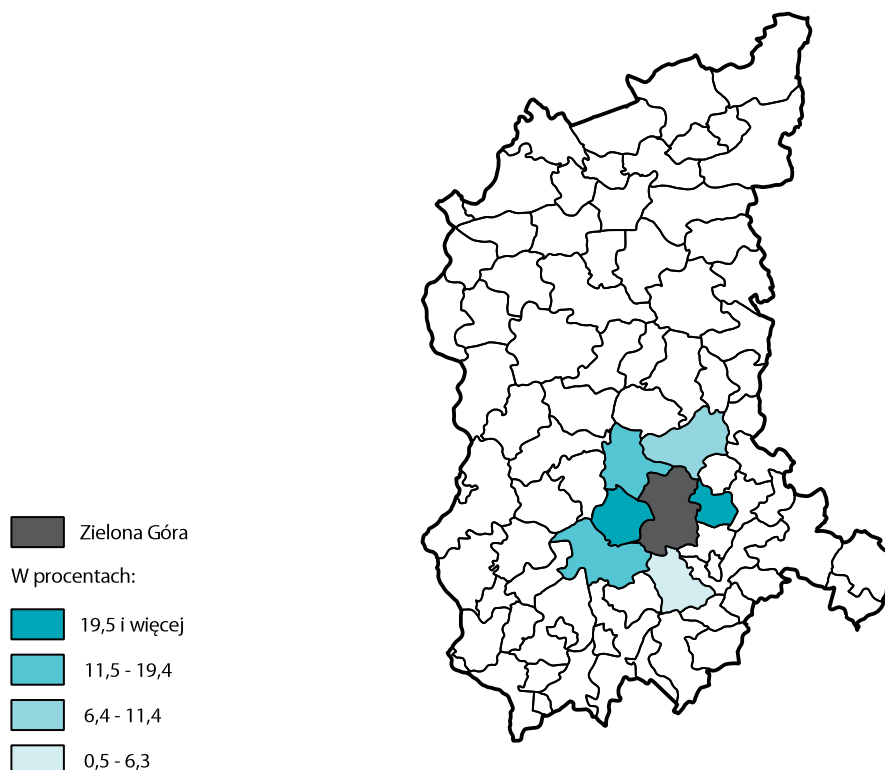 Zielona Góra
W procentach:
19,5 i więcej
11,5 - 19,4
6,4 - 11,4
0,5 - 6,3